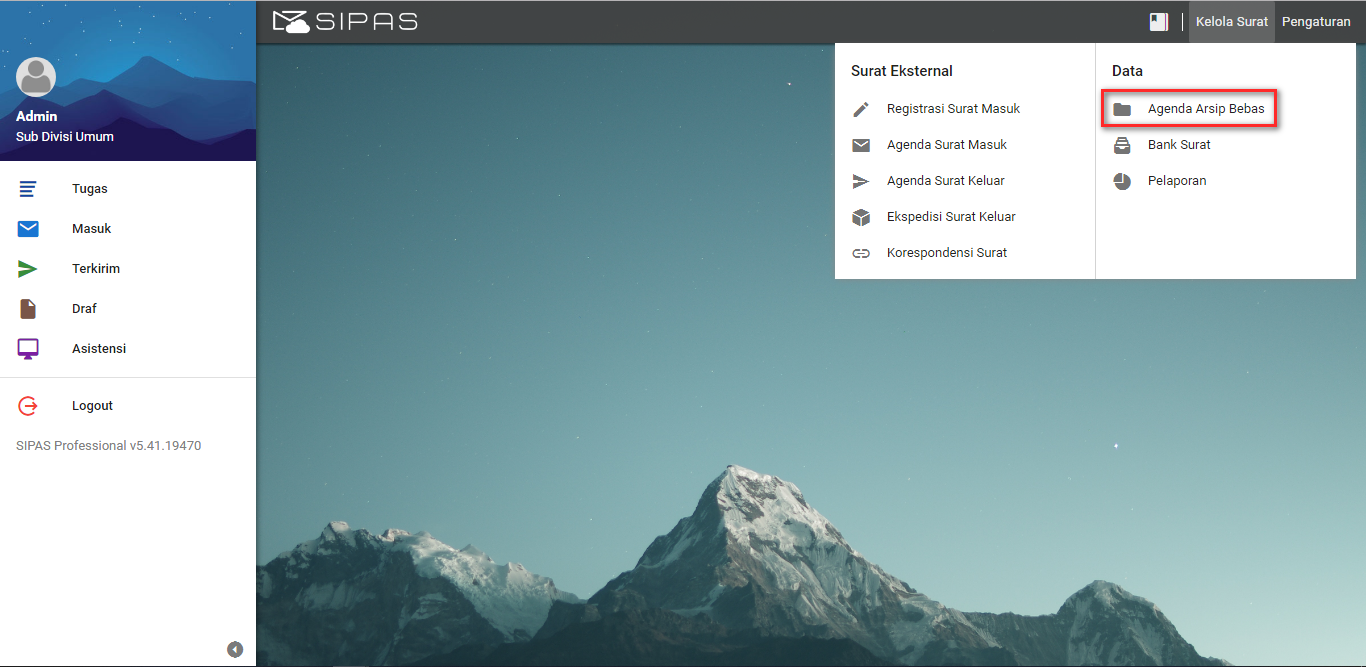 SIPAS
Kelola Surat
Pengaturan
Admin
Sub Divisi Umum
Tugas
Masuk
Terkirim
Draf
Asistensi
Logout
SIPAS Professional v5.41.19470
Surat Eksternal
Registrasi Surat Masuk
Agenda Surat Masuk
Agenda Surat Keluar
Ekspedisi Surat Keluar
Korespondensi Surat
Data
Agenda Arsip Bebas
Bank Surat
Pelaporan